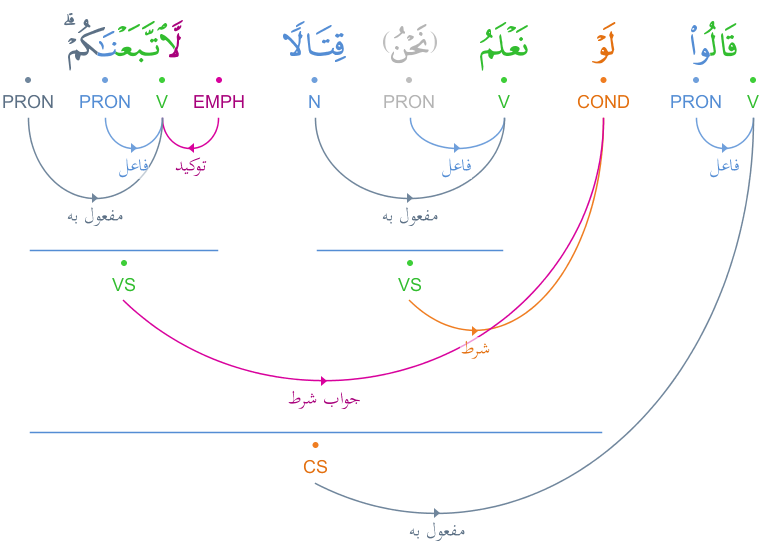 قَالُوا۟ لَوْ نَعْلَمُ (نَحْنُ) قِتَالًا لَّٱتَّبَعْنَـٰكُمْ ۗ
V PRON COND V PRON N EMPH V PRON PRON
فاعل فاعل توكيد فاعل
مفعول به مفعول به
VS VS
شرط
جواب شرط
CS
مفعول به